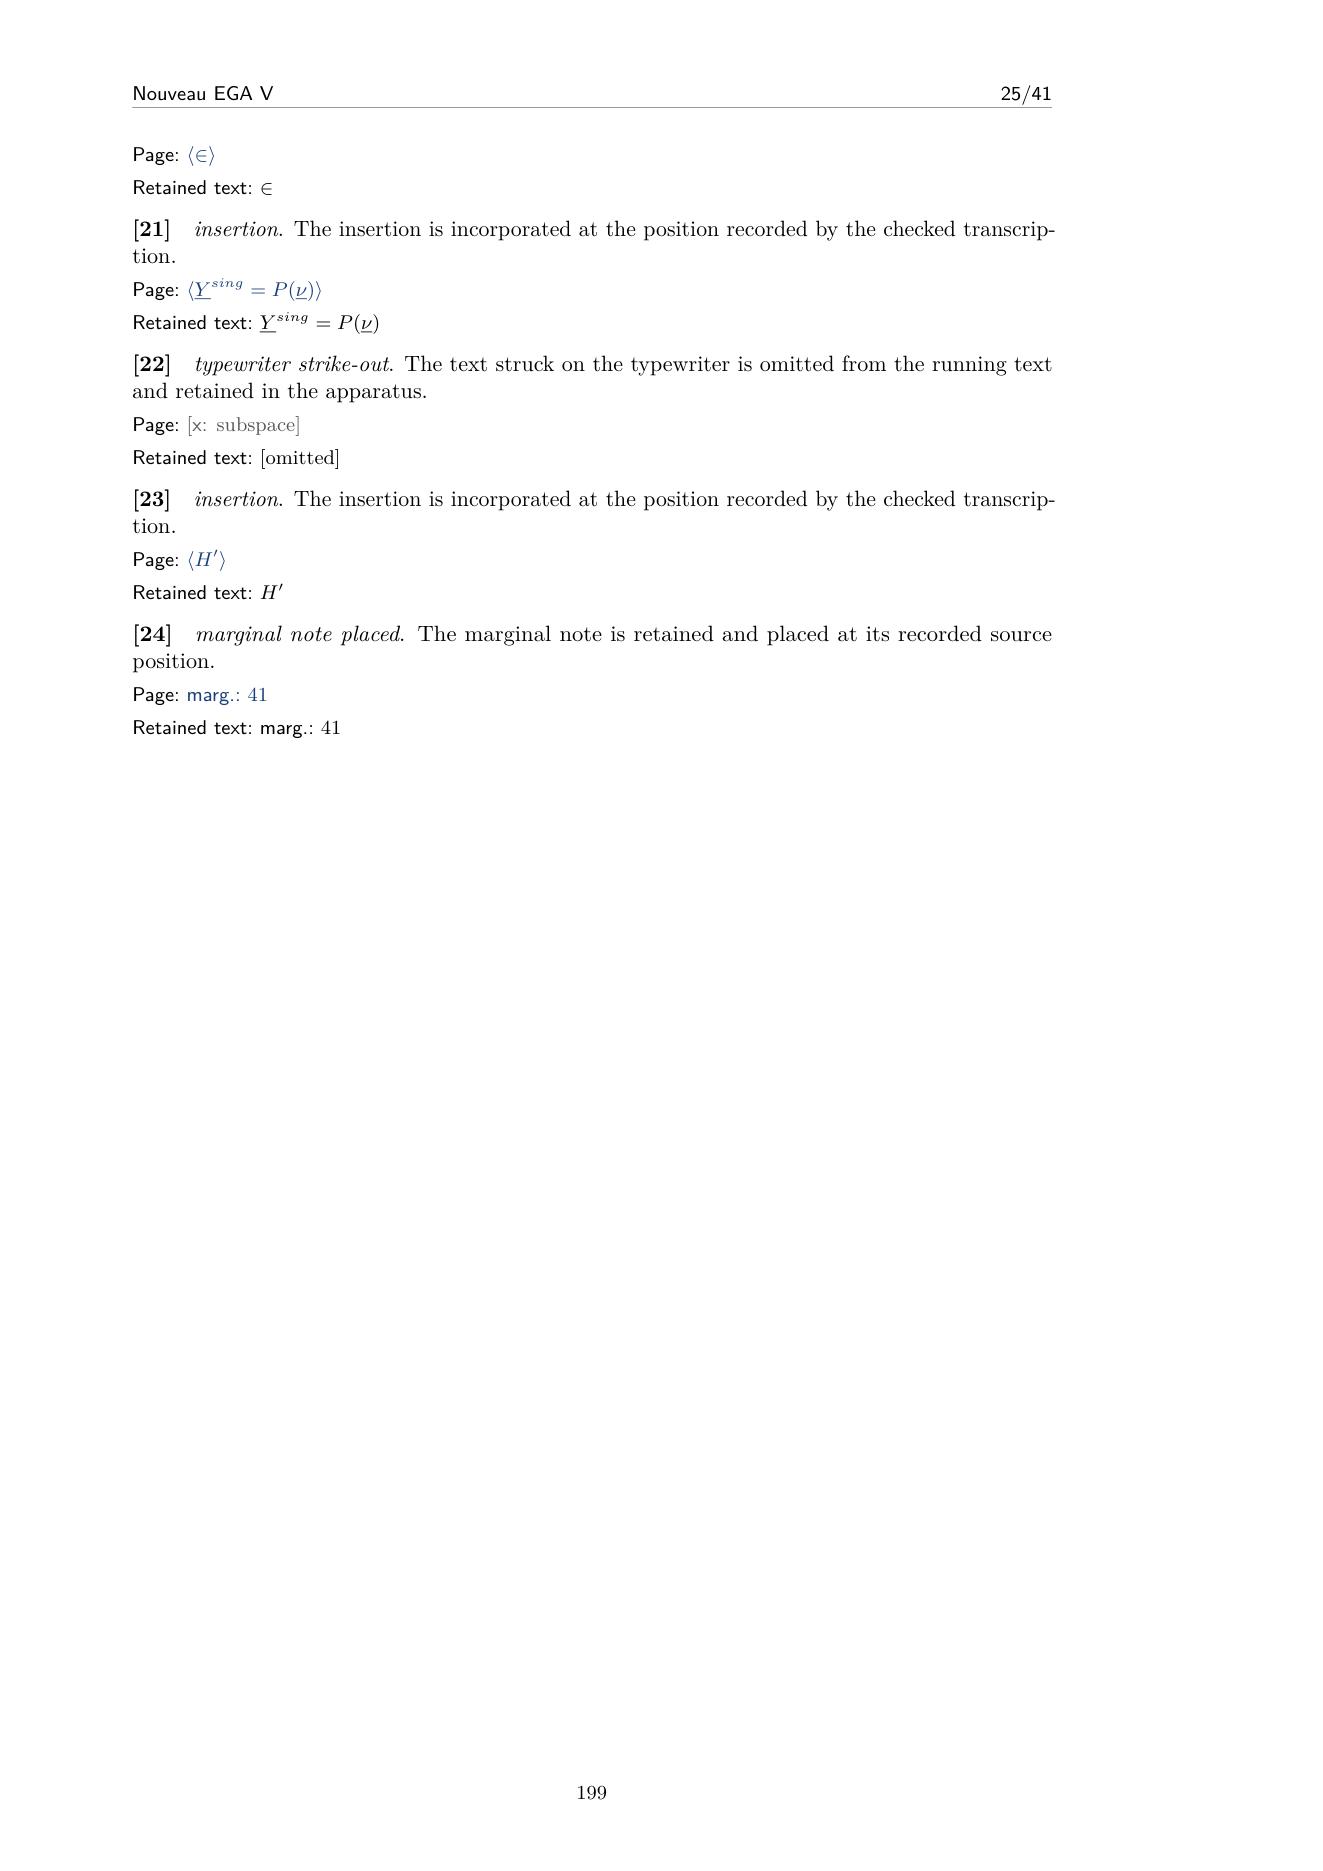 Nouveau EGA V 25/41
Page: ⟨∈⟩
Retained text: ∈
[21] insertion. The insertion is incorporated at the position recorded by the checked transcrip-
tion.
Page: ⟨Y̲^{sing} = P(ν̲)⟩
Retained text: Y̲^{sing} = P(ν̲)
[22] typewriter strike-out. The text struck on the typewriter is omitted from the running text
and retained in the apparatus.
Page: [x: subspace]
Retained text: [omitted]
[23] insertion. The insertion is incorporated at the position recorded by the checked transcrip-
tion.
Page: ⟨H′⟩
Retained text: H′
[24] marginal note placed. The marginal note is retained and placed at its recorded source
position.
Page: marg.: 41
Retained text: marg.: 41
199